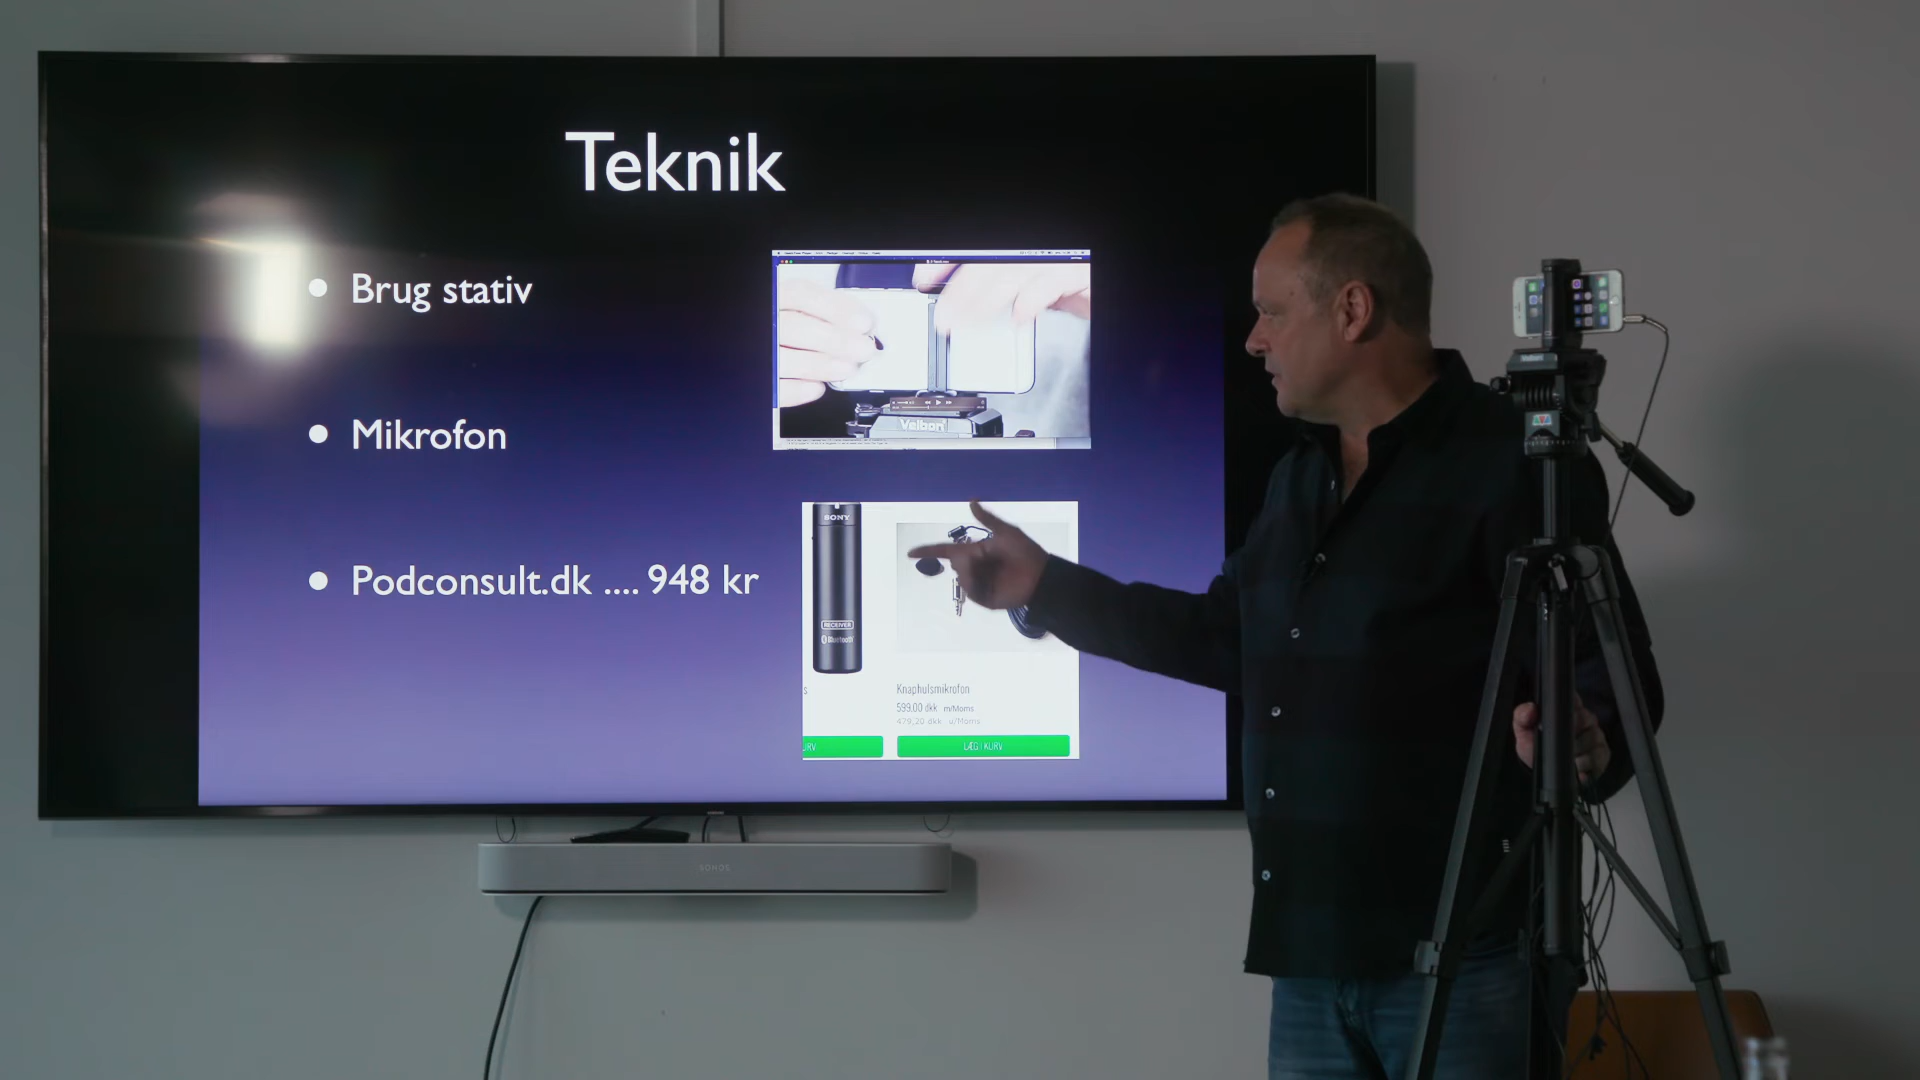 Teknik
Brug stativ
Mikrofon
Podconsult.dk .... 948 kr
Velbon
SONY
RECEIVER
Bluetooth
Knaphulsmikrofon
599,00 dkk m/Moms
479,20 dkk u/Moms
LÆG I KURV
Velbon
SONOS